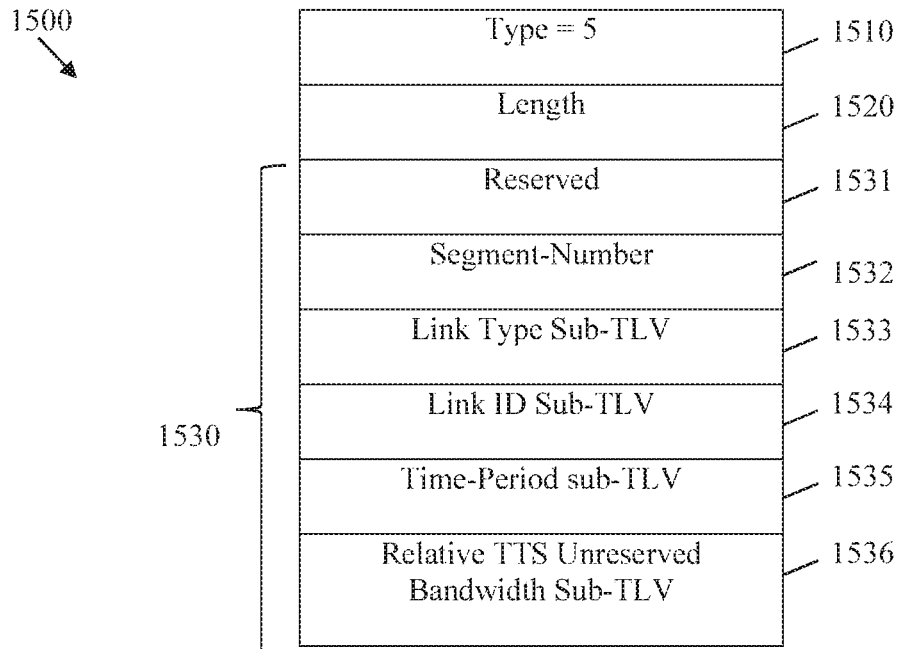 1500
Type = 5
1510
Length
1520
Reserved
1531
Segment-Number
1532
Link Type Sub-TLV
1533
Link ID Sub-TLV
1534
1530
Time-Period sub-TLV
1535
Relative TTS Unreserved
Bandwidth Sub-TLV
1536